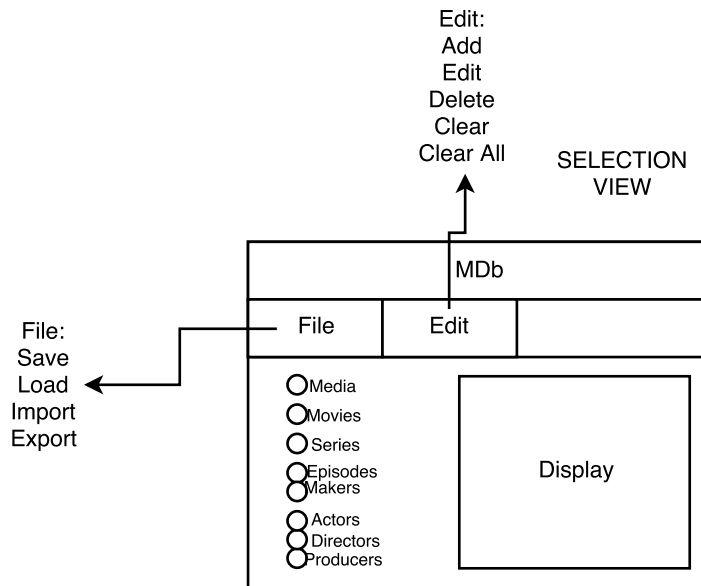 Edit:
Add
Edit
Delete
Clear
Clear All
SELECTION
VIEW
MDb
File
Edit
File:
Save
Load
Import
Export
Media
Movies
Series
Episodes
Makers
Actors
Directors
Producers
Display